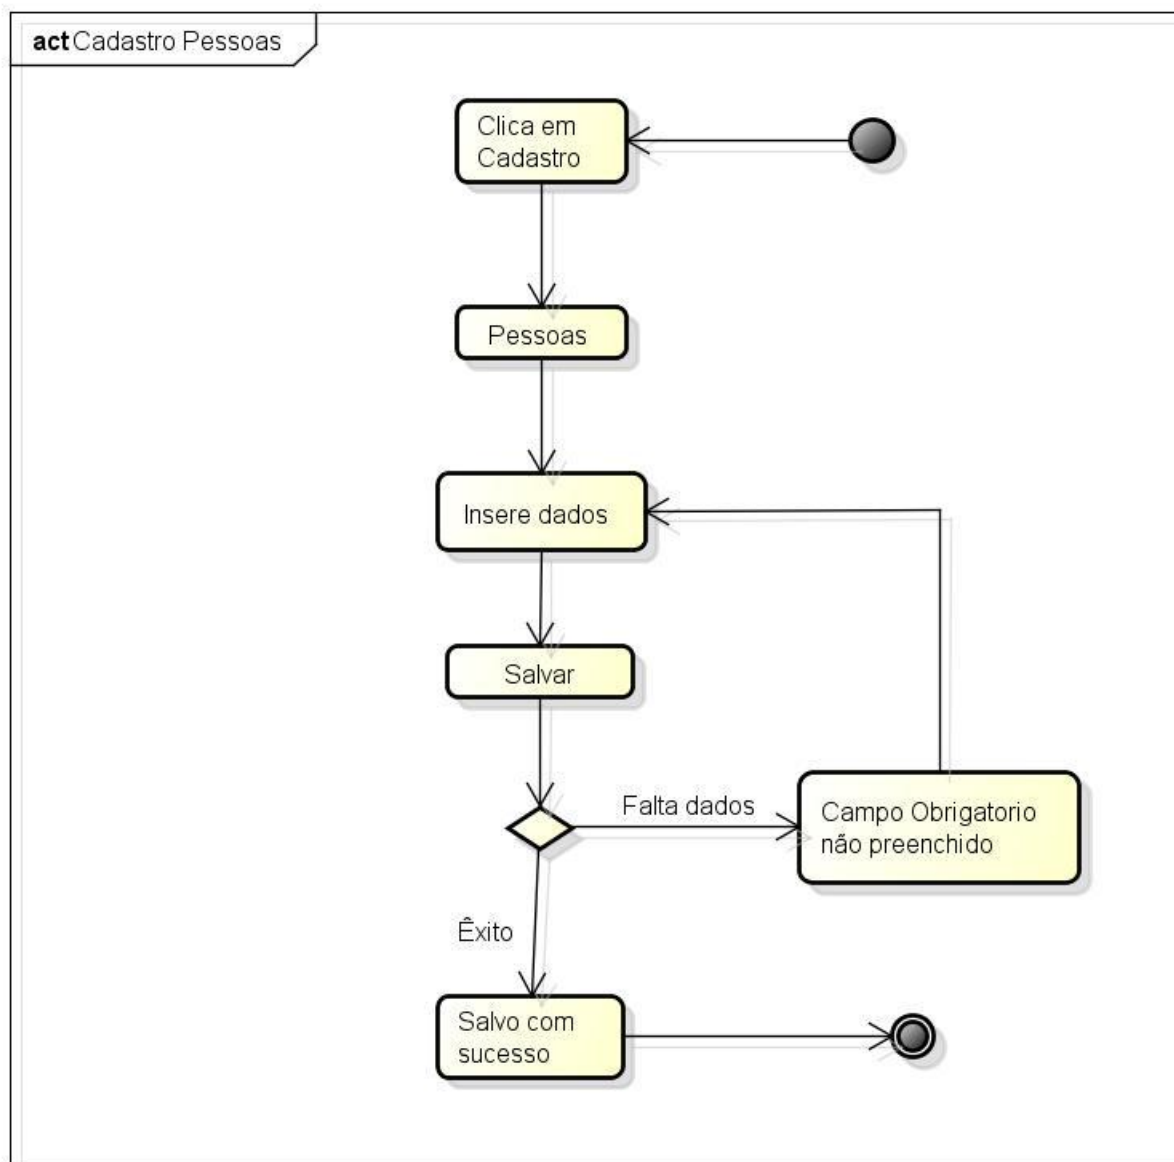 act Cadastro Pessoas
Clica em
Cadastro
Pessoas
Insere dados
Salvar
Falta dados
Campo Obrigatorio
não preenchido
Êxito
Salvo com
sucesso